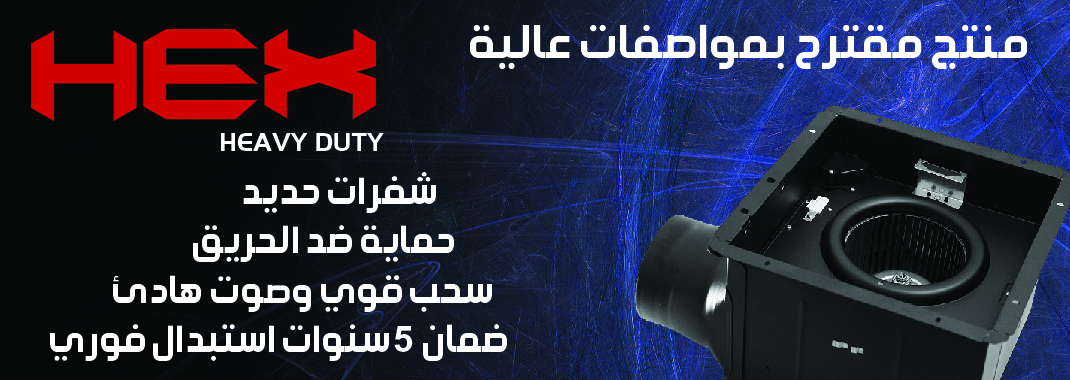 منتج مقترح بمواصفات عالية
HEX
HEAVY DUTY
شفرات حديد
حماية ضد الحريق
سحب قوي وصوت هادئ
ضمان 5 سنوات استبدال فوري